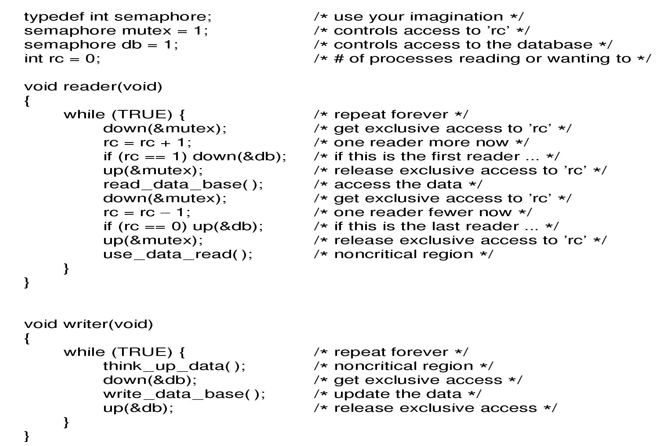 typedef int semaphore; /* use your imagination */
semaphore mutex = 1; /* controls access to 'rc' */
semaphore db = 1; /* controls access to the database */
int rc = 0; /* # of processes reading or wanting to */
void reader(void)
{
while (TRUE) { /* repeat forever */
down(&mutex); /* get exclusive access to 'rc' */
rc = rc + 1; /* one reader more now */
if (rc == 1) down(&db); /* if this is the first reader ... */
up(&mutex); /* release exclusive access to 'rc' */
read_data_base( ); /* access the data */
down(&mutex); /* get exclusive access to 'rc' */
rc = rc − 1; /* one reader fewer now */
if (rc == 0) up(&db); /* if this is the last reader ... */
up(&mutex); /* release exclusive access to 'rc' */
use_data_read( ); /* noncritical region */
}
}
void writer(void)
{
while (TRUE) { /* repeat forever */
think_up_data( ); /* noncritical region */
down(&db); /* get exclusive access */
write_data_base( ); /* update the data */
up(&db); /* release exclusive access */
}
}